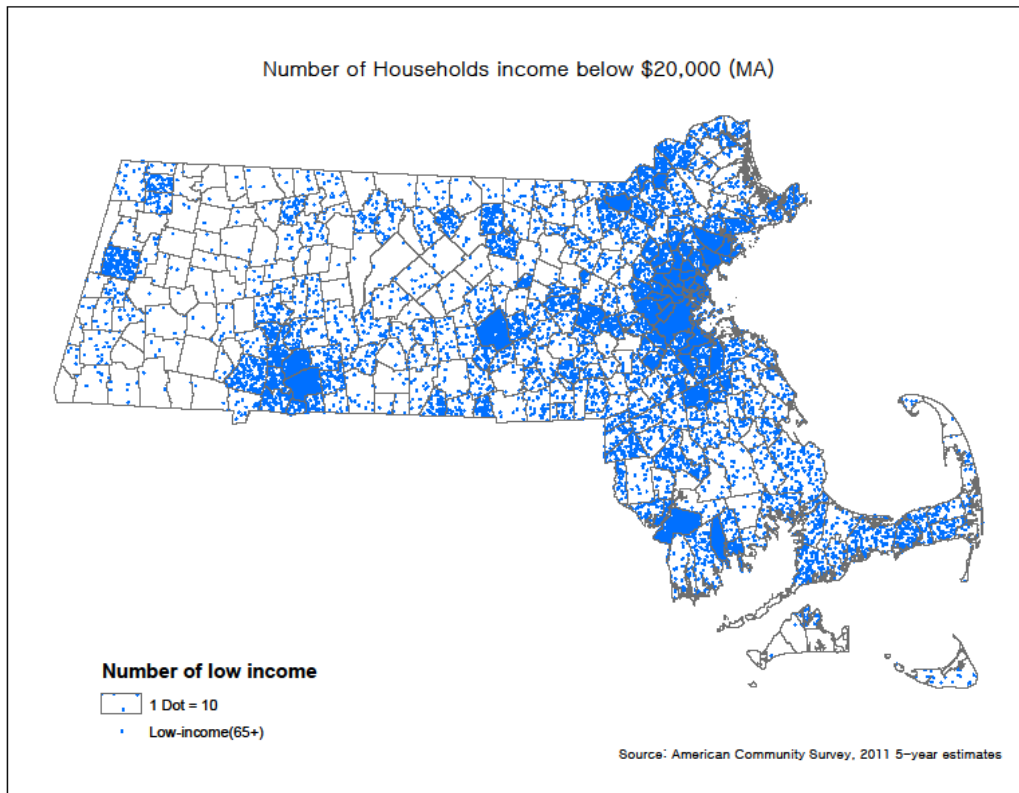 Number of Households income below $20,000 (MA)
Number of low income
1 Dot = 10
Low-income(65+)
Source: American Community Survey, 2011 5-year estimates